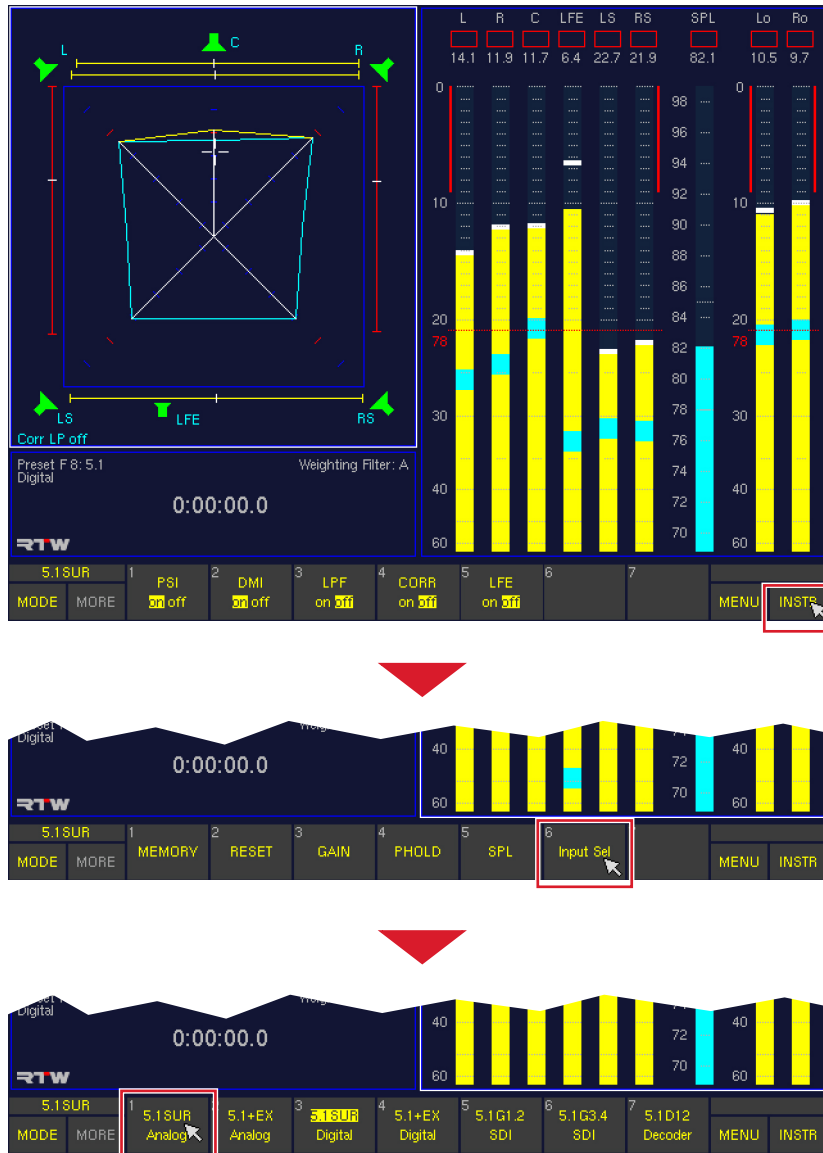 L R C LFE LS RS SPL Lo Ro
14.1 11.9 11.7 6.4 22.7 21.9 82.1 10.5 9.7
L C R
LS LFE RS
Corr LP off
0 98 0
96
94
92
10 90 10
88
86
20 84 20
78 82 78
80
30 78 30
76
74
40 72 40
70
60 60
Preset F 8: 5.1 Weighting Filter: A
Digital
0:00:00.0
RTW
5.1SUR 1 PSI 2 DMI 3 LPF 4 CORR 5 LFE 6 7
MODE MORE on off on off on off on off on off MENU INSTR
Digital
40 72 40
0:00:00.0
70
60 60
RTW
5.1SUR 1 MEMORY 2 RESET 3 GAIN 4 PHOLD 5 SPL 6 Input Sel
MODE MORE MENU INSTR
Digital
40 72 40
0:00:00.0
70
60 60
RTW
5.1SUR 1 5.1SUR 5.1+EX 3 5.1SUR 4 5.1+EX 5 5.1G1.2 6 5.1G3.4 7 5.1D12
MODE MORE Analog Analog Digital Digital SDI SDI Decoder MENU INSTR